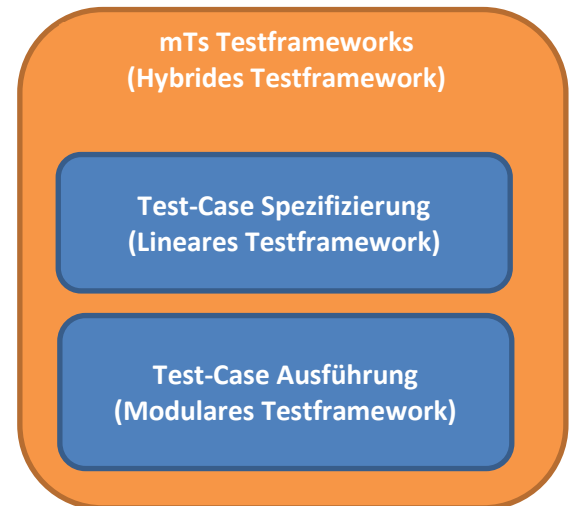 mTs Testframeworks
(Hybrides Testframework)
Test-Case Spezifizierung
(Lineares Testframework)
Test-Case Ausführung
(Modulares Testframework)